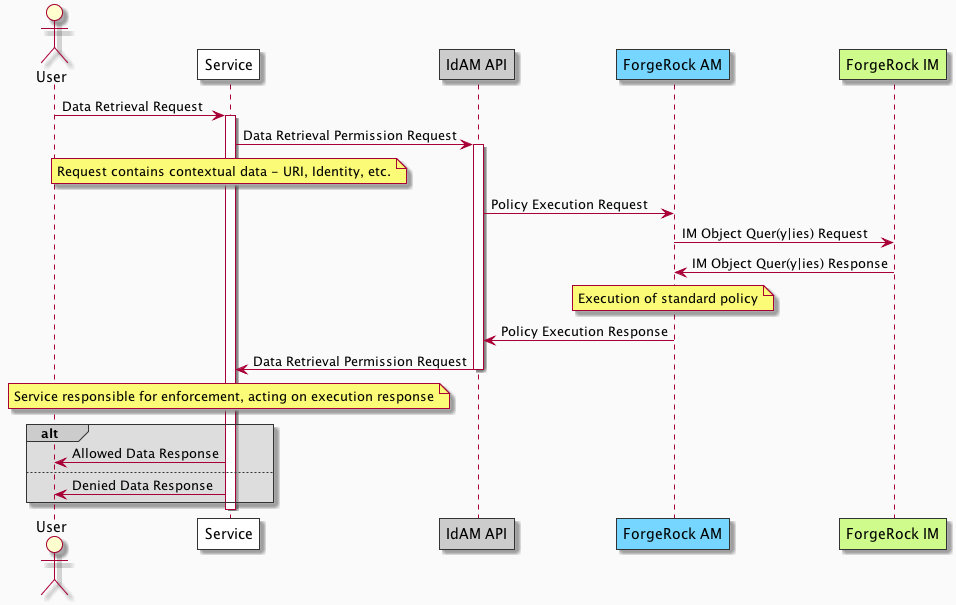 User
Service
IdAM API
ForgeRock AM
ForgeRock IM
Data Retrieval Request
Data Retrieval Permission Request
Request contains contextual data - URI, Identity, etc.
Policy Execution Request
IM Object Quer(y|ies) Request
IM Object Quer(y|ies) Response
Execution of standard policy
Policy Execution Response
Data Retrieval Permission Request
Service responsible for enforcement, acting on execution response
alt
Allowed Data Response
Denied Data Response
User
Service
IdAM API
ForgeRock AM
ForgeRock IM